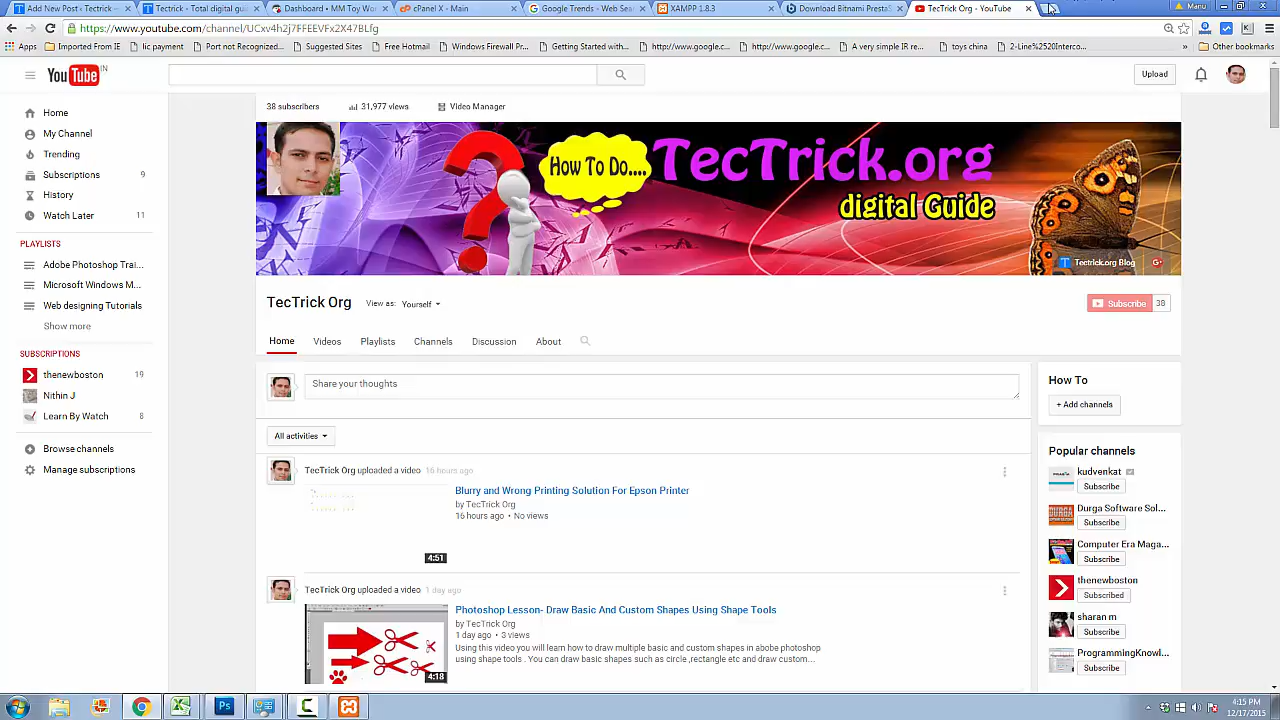 Add New Post ‹ Tectrick —
Tectrick - Total digital gui
Dashboard ‹ MM Toy Wor
cPanel X - Main
Google Trends - Web Sea
XAMPP 1.8.3
Download Bitnami PrestaS
TecTrick Org - YouTube
Menu
https://www.youtube.com/channel/UCxv4h2j7FFEEVFx2X47BLfg
Apps
Imported From IE
lic payment
Port not Recognized...
Suggested Sites
Free Hotmail
Windows Firewall Pr...
Getting Started with...
http://www.google.c...
http://www.google.c...
A very simple IR re...
toys china
2-Line%2520Interco...
»
Other bookmarks
YouTube IN
Upload
Home
My Channel
Trending
Subscriptions 9
History
Watch Later 11
PLAYLISTS
Adobe Photoshop Trai...
Microsoft Windows M...
Web designing Tutorials
Show more
SUBSCRIPTIONS
thenewboston 19
Nithin J
Learn By Watch 8
Browse channels
Manage subscriptions
38 subscribers
31,977 views
Video Manager
How To Do....
TecTrick.org
digital Guide
Tectrick.org Blog
TecTrick Org
View as: Yourself
Subscribe 38
Home
Videos
Playlists
Channels
Discussion
About
Share your thoughts
All activities
TecTrick Org uploaded a video 16 hours ago
Blurry and Wrong Printing Solution For Epson Printer
by TecTrick Org
16 hours ago • No views
4:51
TecTrick Org uploaded a video 1 day ago
Photoshop Lesson- Draw Basic And Custom Shapes Using Shape Tools
by TecTrick Org
1 day ago • 3 views
Using this video you will learn how to draw multiple basic and custom shapes in abobe photoshop
using shape tools. You can draw basic shapes such as circle ,rectangle etc and draw custom...
4:18
How To
+ Add channels
Popular channels
kudvenkat
Subscribe
Durga Software Sol...
Subscribe
Computer Era Maga...
Subscribe
thenewboston
Subscribed
sharan m
Subscribe
ProgrammingKnowl...
Subscribe
Ps
4:15 PM
12/17/2015